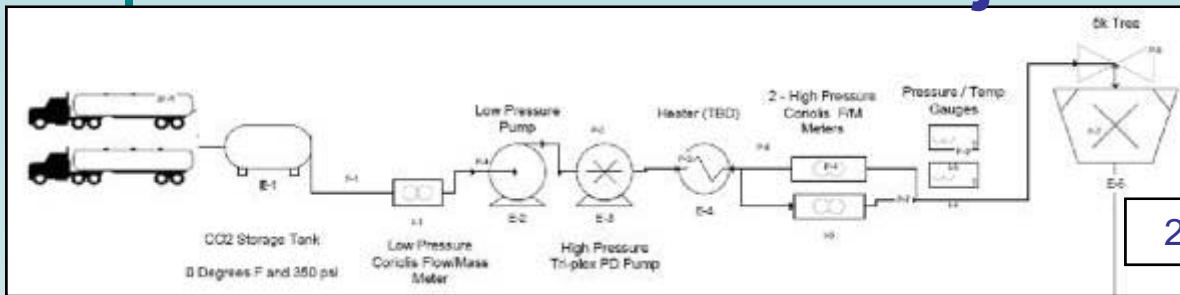 5k Tree
Low Pressure
Pump
Heater (TBD)
2 - High Pressure
Coriolis F/M
Meters
Pressure / Temp
Gauges
E-1
E-2
E-3
E-4
E-5
CO2 Storage Tank
0 Degrees F and 350 psi
Low Pressure
Coriolis Flow/Mass
Meter
High Pressure
Tri-plex PD Pump
2